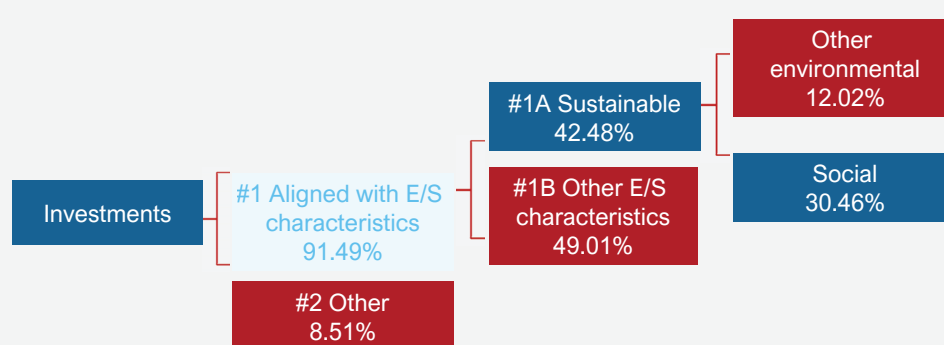 Investments
#1 Aligned with E/S
characteristics
91.49%
#2 Other
8.51%
#1A Sustainable
42.48%
#1B Other E/S
characteristics
49.01%
Other
environmental
12.02%
Social
30.46%